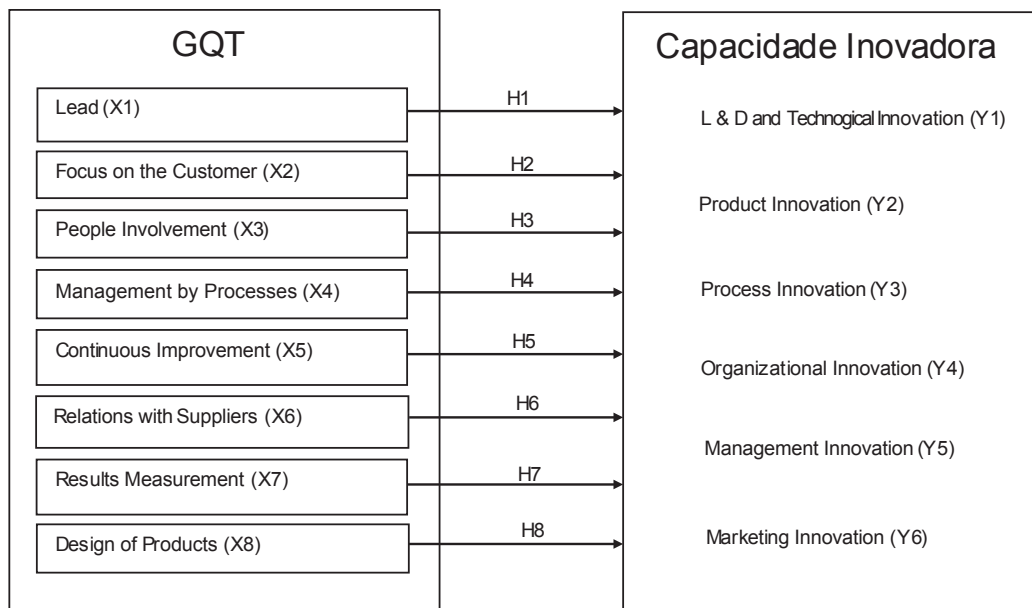 GQT
Lead (X1)
Focus on the Customer (X2)
People Involvement (X3)
Management by Processes (X4)
Continuous Improvement (X5)
Relations with Suppliers (X6)
Results Measurement (X7)
Design of Products (X8)
H1
H2
H3
H4
H5
H6
H7
H8
Capacidade Inovadora
L & D and Technogical Innovation (Y1)
Product Innovation (Y2)
Process Innovation (Y3)
Organizational Innovation (Y4)
Management Innovation (Y5)
Marketing Innovation (Y6)